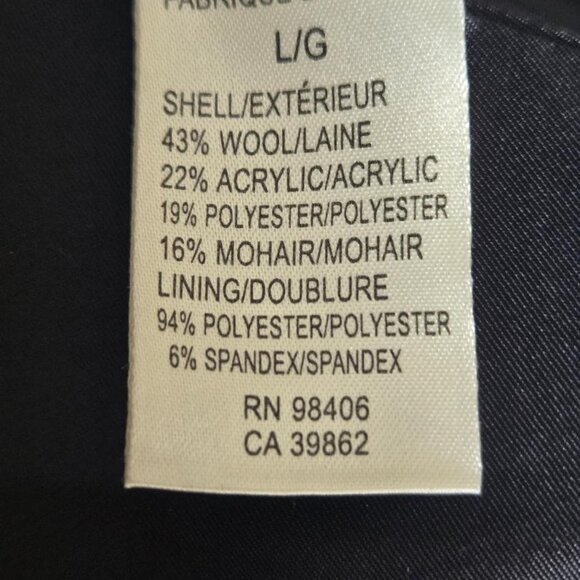 L/G
SHELL/EXTÉRIEUR
43% WOOL/LAINE
22% ACRYLIC/ACRYLIC
19% POLYESTER/POLYESTER
16% MOHAIR/MOHAIR
LINING/DOUBLURE
94% POLYESTER/POLYESTER
6% SPANDEX/SPANDEX
RN 98406
CA 39862